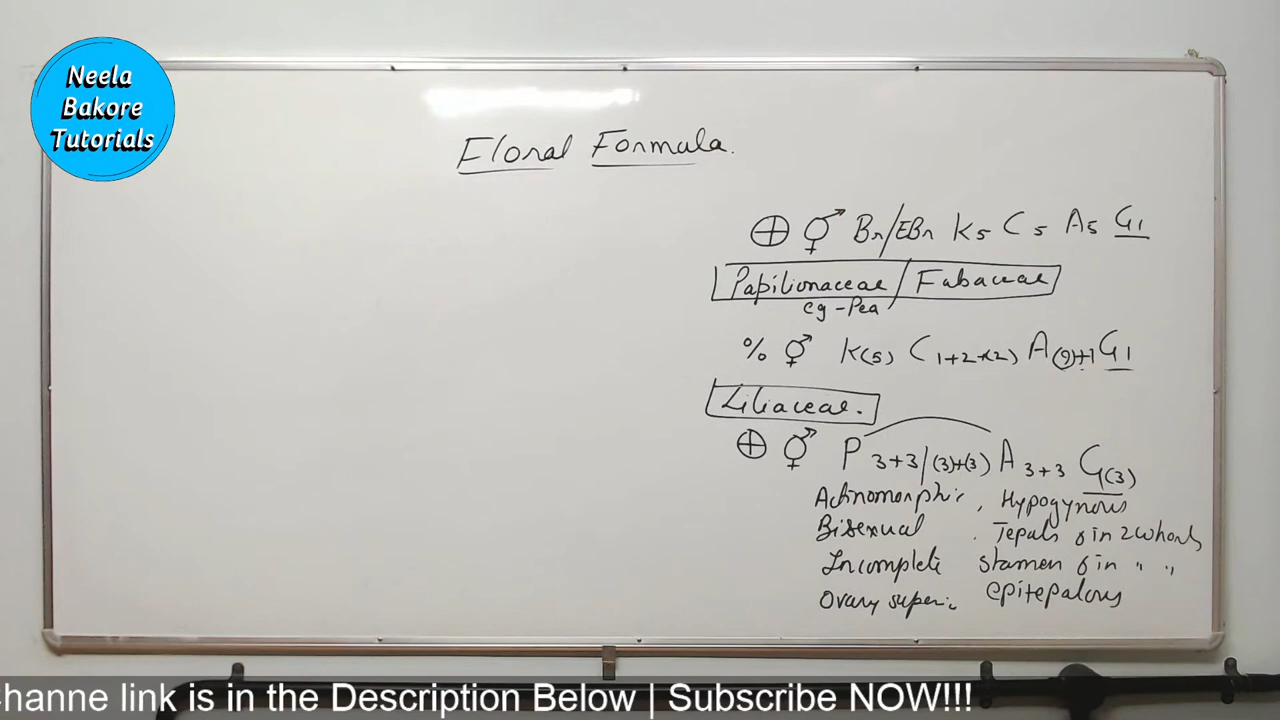 Neela
Bakore
Tutorials
Floral Formula.
⊕ ⚥ Br/EBr K5 C5 A5 G1
Papilionaceae / Fabaceae
eg - Pea
% ⚥ K(5) C1+2+(2) A(9)+1 G1
Liliaceae.
⊕ ⚥ P3+3/(3)+(3) A3+3 G(3)
Actinomorphic, Hypogynous
Bisexual . Tepals 6 in 2 whorls
Incomplete stamen 6 in " "
Ovary superior epitepalous
hanne link is in the Description Below | Subscribe NOW!!!